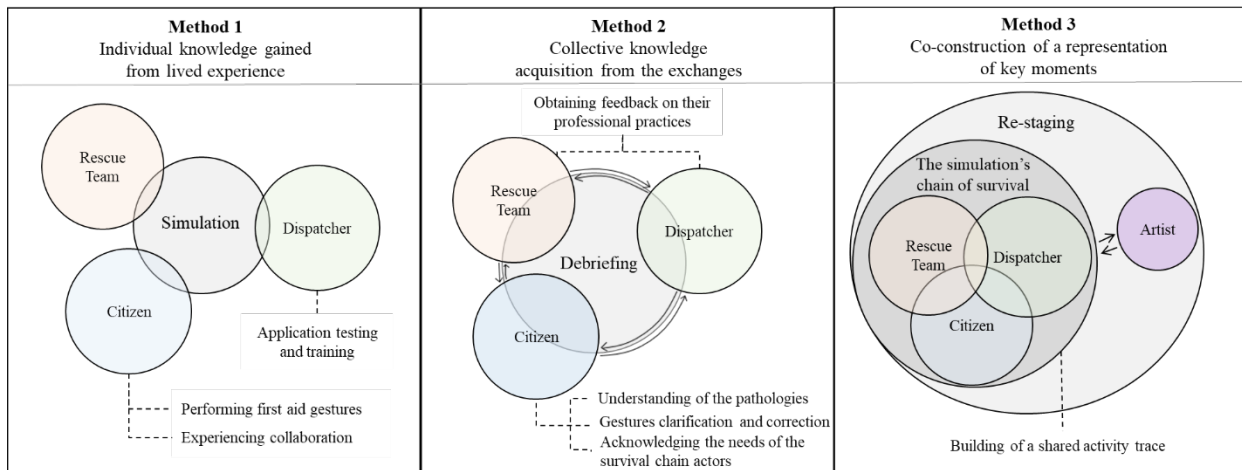 Method 1
Individual knowledge gained
from lived experience
Rescue
Team
Simulation
Dispatcher
Citizen
Application testing
and training
Performing first aid gestures
Experiencing collaboration
Method 2
Collective knowledge
acquisition from the exchanges
Obtaining feedback on their
professional practices
Rescue
Team
Dispatcher
Debriefing
Citizen
Understanding of the pathologies
Gestures clarification and correction
Acknowledging the needs of the
survival chain actors
Method 3
Co-construction of a representation
of key moments
Re-staging
The simulation's
chain of survival
Artist
Rescue
Team
Dispatcher
Citizen
Building of a shared activity trace